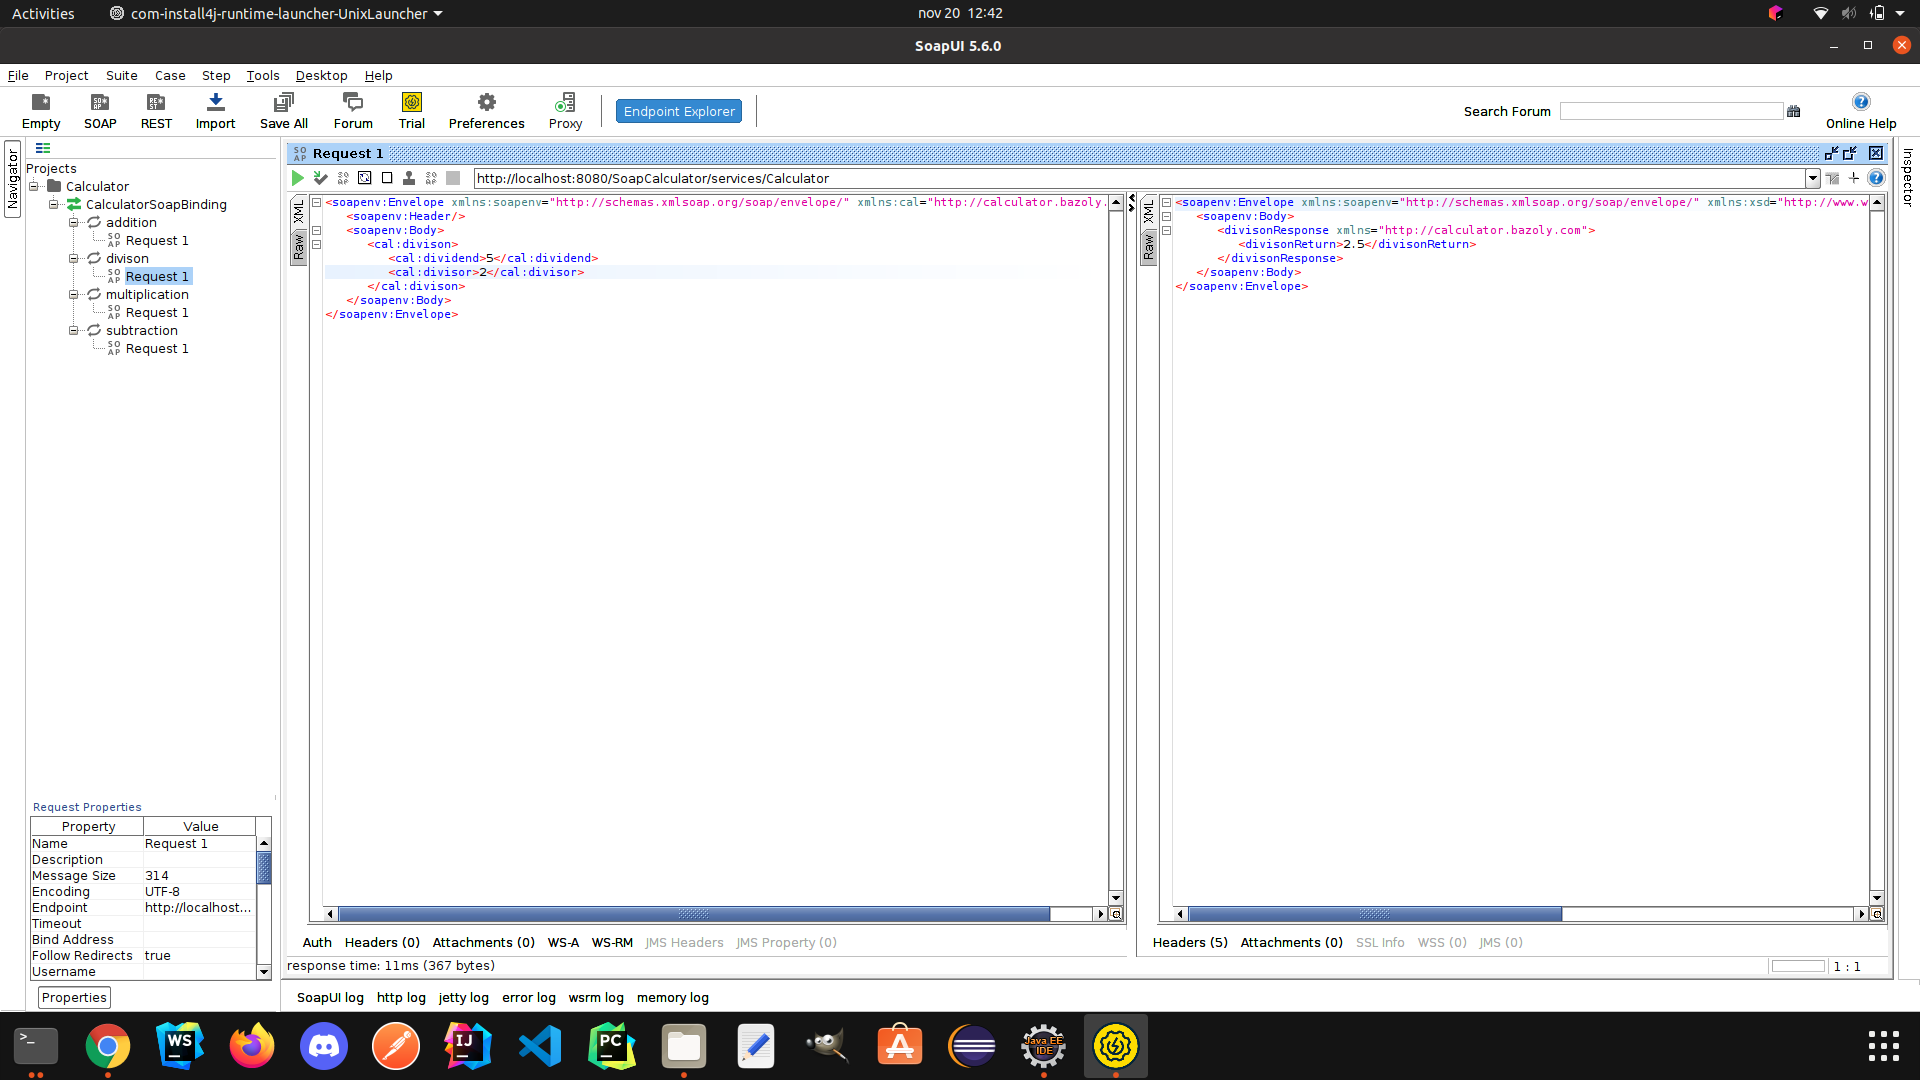 Activities com-install4j-runtime-launcher-UnixLauncher nov 20 12:42
SoapUI 5.6.0
File Project Suite Case Step Tools Desktop Help
Empty SOAP REST Import Save All Forum Trial Preferences Proxy Endpoint Explorer Search Forum Online Help
Navigator
Projects
Calculator
CalculatorSoapBinding
addition
Request 1
divison
Request 1
multiplication
Request 1
subtraction
Request 1
Request Properties
Property Value
Name Request 1
Description
Message Size 314
Encoding UTF-8
Endpoint http://localhost...
Timeout
Bind Address
Follow Redirects true
Username
Properties
Request 1
http://localhost:8080/SoapCalculator/services/Calculator
XML
Raw
<soapenv:Envelope xmlns:soapenv="http://schemas.xmlsoap.org/soap/envelope/" xmlns:cal="http://calculator.bazoly.
<soapenv:Header/>
<soapenv:Body>
<cal:divison>
<cal:dividend>5</cal:dividend>
<cal:divisor>2</cal:divisor>
</cal:divison>
</soapenv:Body>
</soapenv:Envelope>
Auth Headers (0) Attachments (0) WS-A WS-RM JMS Headers JMS Property (0)
XML
Raw
<soapenv:Envelope xmlns:soapenv="http://schemas.xmlsoap.org/soap/envelope/" xmlns:xsd="http://www.w
<soapenv:Body>
<divisonResponse xmlns="http://calculator.bazoly.com">
<divisonReturn>2.5</divisonReturn>
</divisonResponse>
</soapenv:Body>
</soapenv:Envelope>
Headers (5) Attachments (0) SSL Info WSS (0) JMS (0)
response time: 11ms (367 bytes)
1 : 1
Inspector
SoapUI log http log jetty log error log wsrm log memory log
WS
IJ
PC
Java EE
IDE